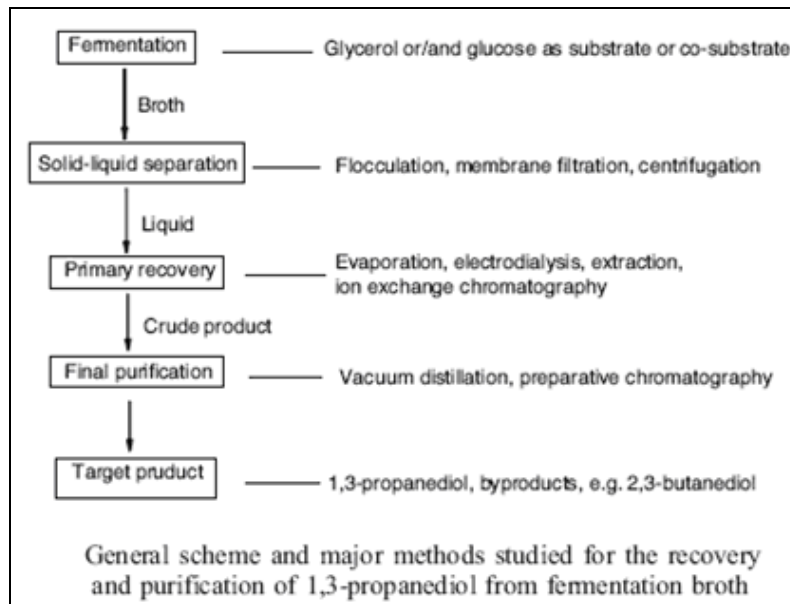 Fermentation
Glycerol or/and glucose as substrate or co-substrate
Broth
Solid-liquid separation
Flocculation, membrane filtration, centrifugation
Liquid
Primary recovery
Evaporation, electrodialysis, extraction,
ion exchange chromatography
Crude product
Final purification
Vacuum distillation, preparative chromatography
Target pruduct
1,3-propanediol, byproducts, e.g. 2,3-butanediol
General scheme and major methods studied for the recovery
and purification of 1,3-propanediol from fermentation broth